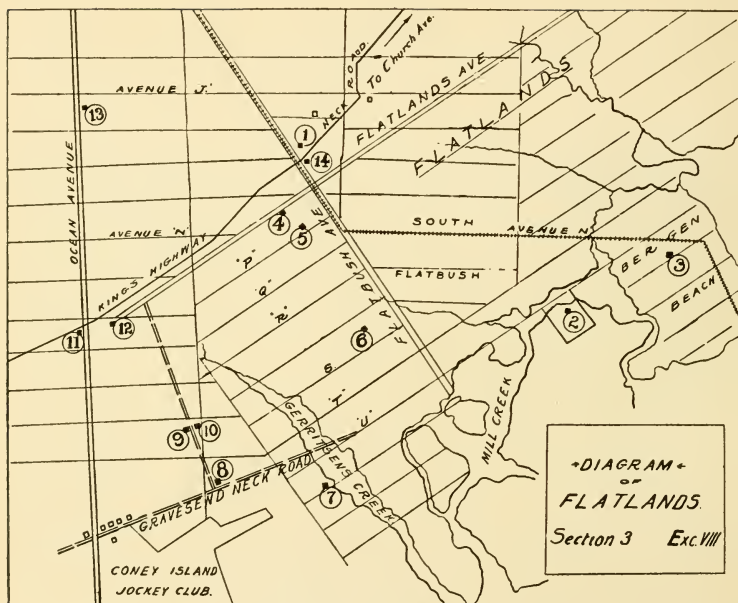 AVENUE "J."
NECK ROAD
To Church Ave.
FLATLANDS AVE
FLATLANDS
13
1
14
OCEAN AVENUE
AVENUE "N"
KINGS HIGHWAY
4
5
FLATBUSH AVE
SOUTH AVENUE N
FLATBUSH
BERGEN BEACH
3
2
"P"
"Q"
"R"
S
"T"
"U"
6
11
12
GERRITSENS CREEK
MILL CREEK
9
10
8
7
GRAVESEND NECK ROAD
CONEY ISLAND
JOCKEY CLUB.
DIAGRAM
OF
FLATLANDS.
Section 3 Exc. VIII